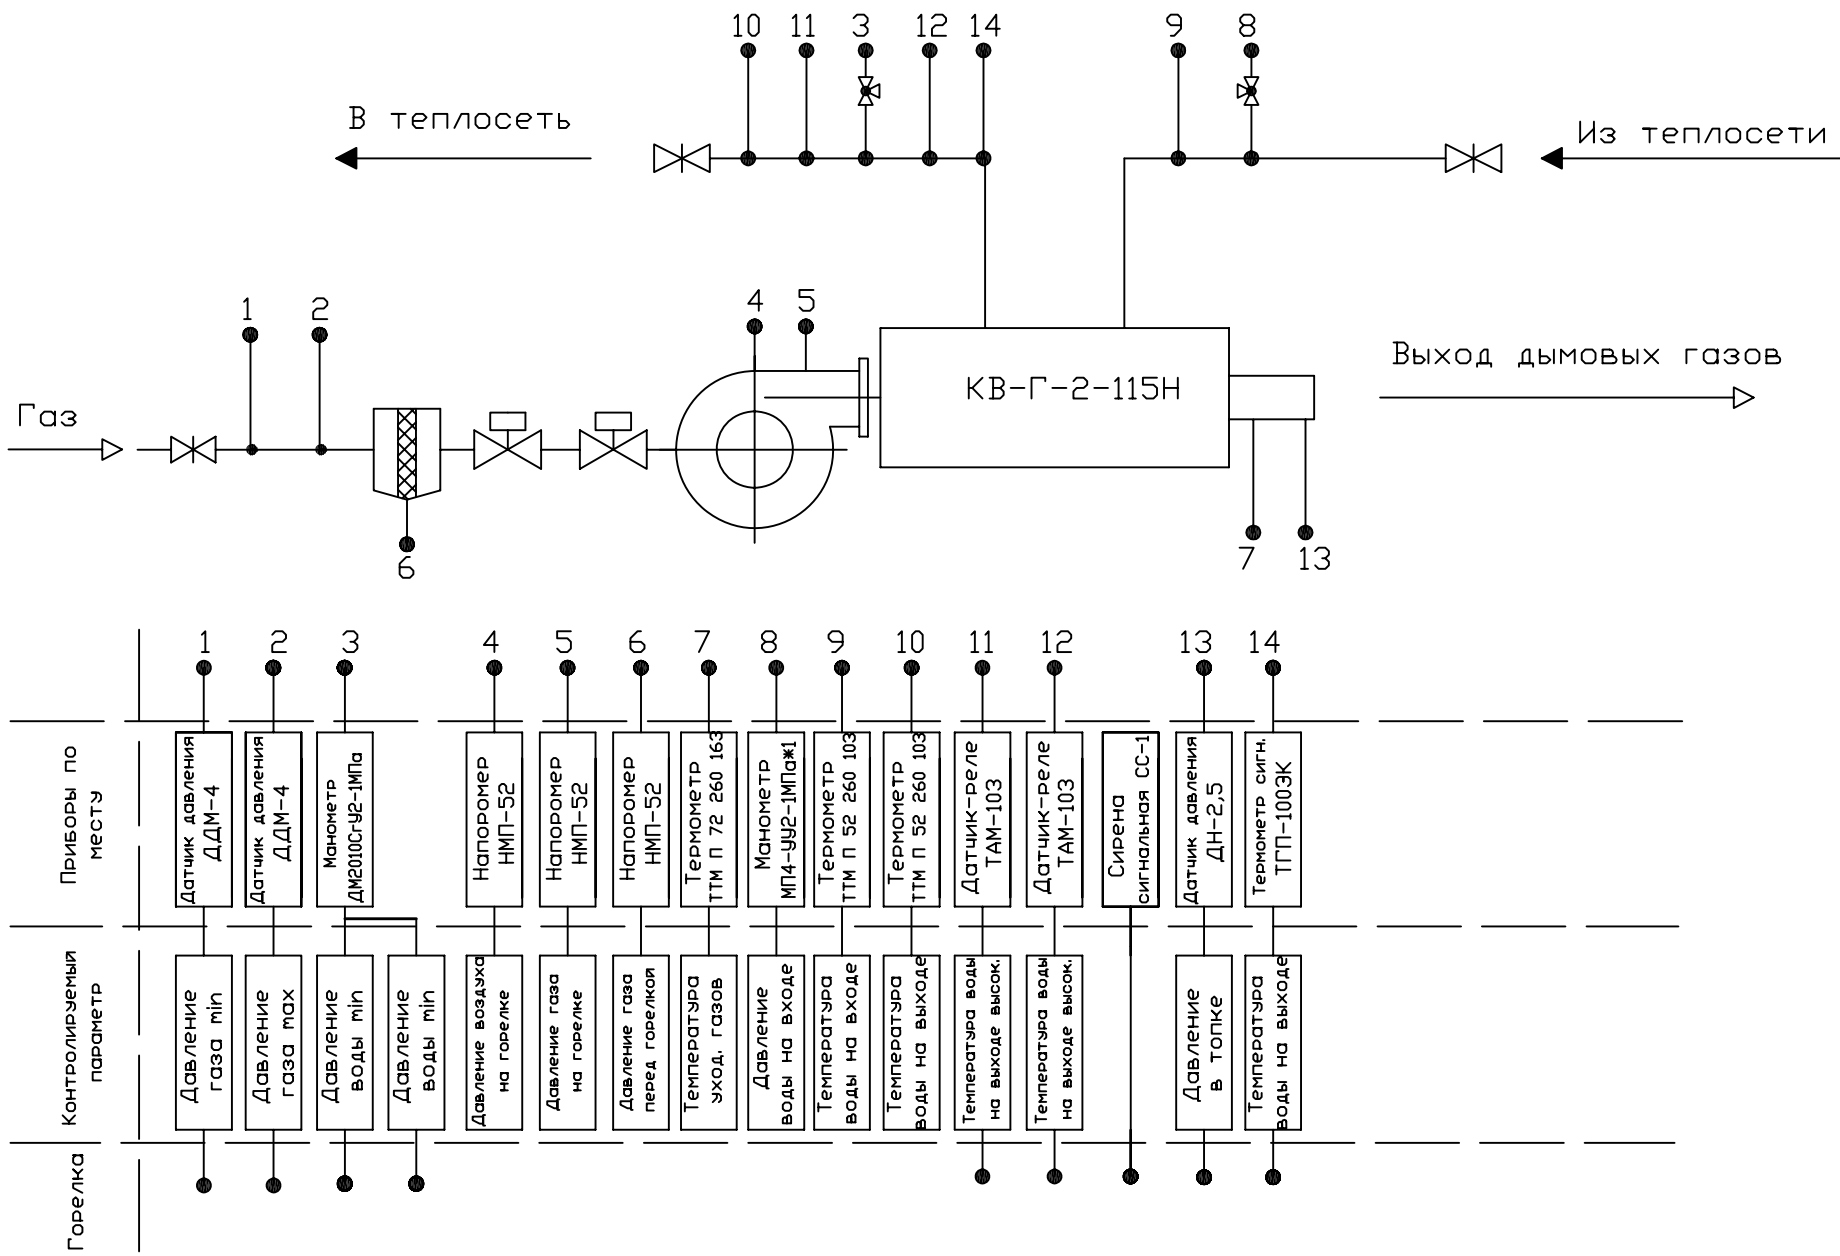 10 11 3 12 14 9 8
В теплосеть
Из теплосети
1 2 4 5
Выход дымовых газов
КВ-Г-2-115Н
Газ
6 7 13
1 2 3 4 5 6 7 8 9 10 11 12 13 14
Приборы по
месту
Датчик давления
ДДМ-4
Датчик давления
ДДМ-4
Манометр
ДМ2010СгУ2-1МПа
Напоромер
НМП-52
Напоромер
НМП-52
Напоромер
НМП-52
Термометр
ТТМ П 72 260 163
Манометр
МП4-УУ2-1МПаж1
Термометр
ТТМ П 52 260 103
Термометр
ТТМ П 52 260 103
Датчик-реле
ТАМ-103
Датчик-реле
ТАМ-103
Сирена
сигнальная СС-1
Датчик давления
ДН-2,5
Термометр сигн.
ТГП-100ЭК
Контролируемый
параметр
Давление
газа min
Давление
газа max
Давление
воды min
Давление
воды min
Давление воздуха
на горелке
Давление газа
на горелке
Давление газа
перед горелкой
Температура
уход. газов
Давление
воды на входе
Температура
воды на входе
Температура
воды на выходе
Температура воды
на выходе высок.
Температура воды
на выходе высок.
Давление
в топке
Температура
воды на выходе
Горелка